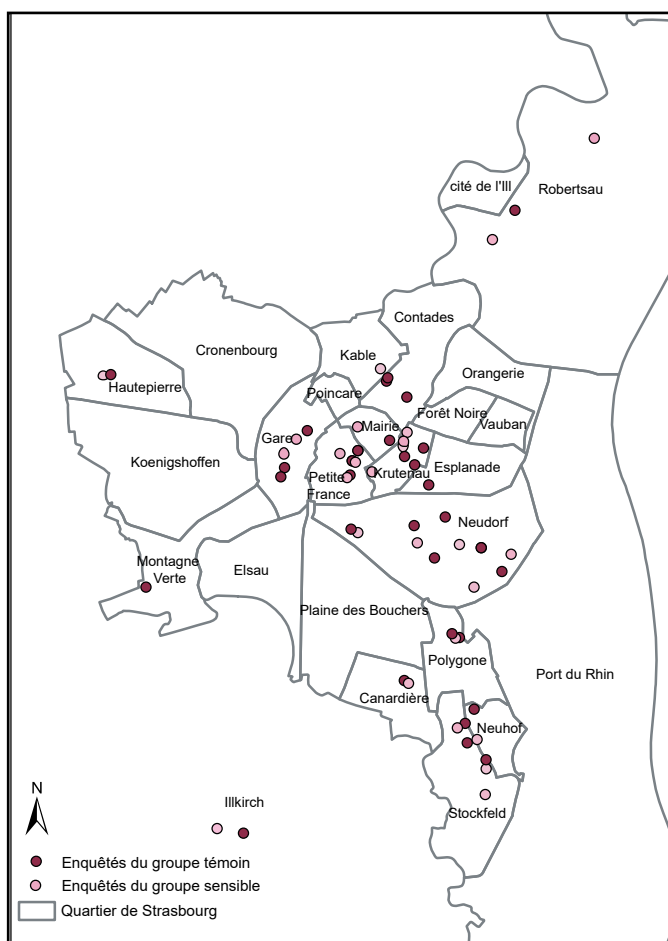 cité de l'Ill
Robertsau
Contades
Cronenbourg
Kable
Orangerie
Hautepierre
Poincare
Forêt Noire
Vauban
Mairie
Gare
Koenigshoffen
Krutenau
Esplanade
Petite
France
Neudorf
Montagne
Verte
Elsau
Plaine des Bouchers
Polygone
Port du Rhin
Canardière
Neuhof
Stockfeld
Illkirch
N
Enquêtés du groupe témoin
Enquêtés du groupe sensible
Quartier de Strasbourg